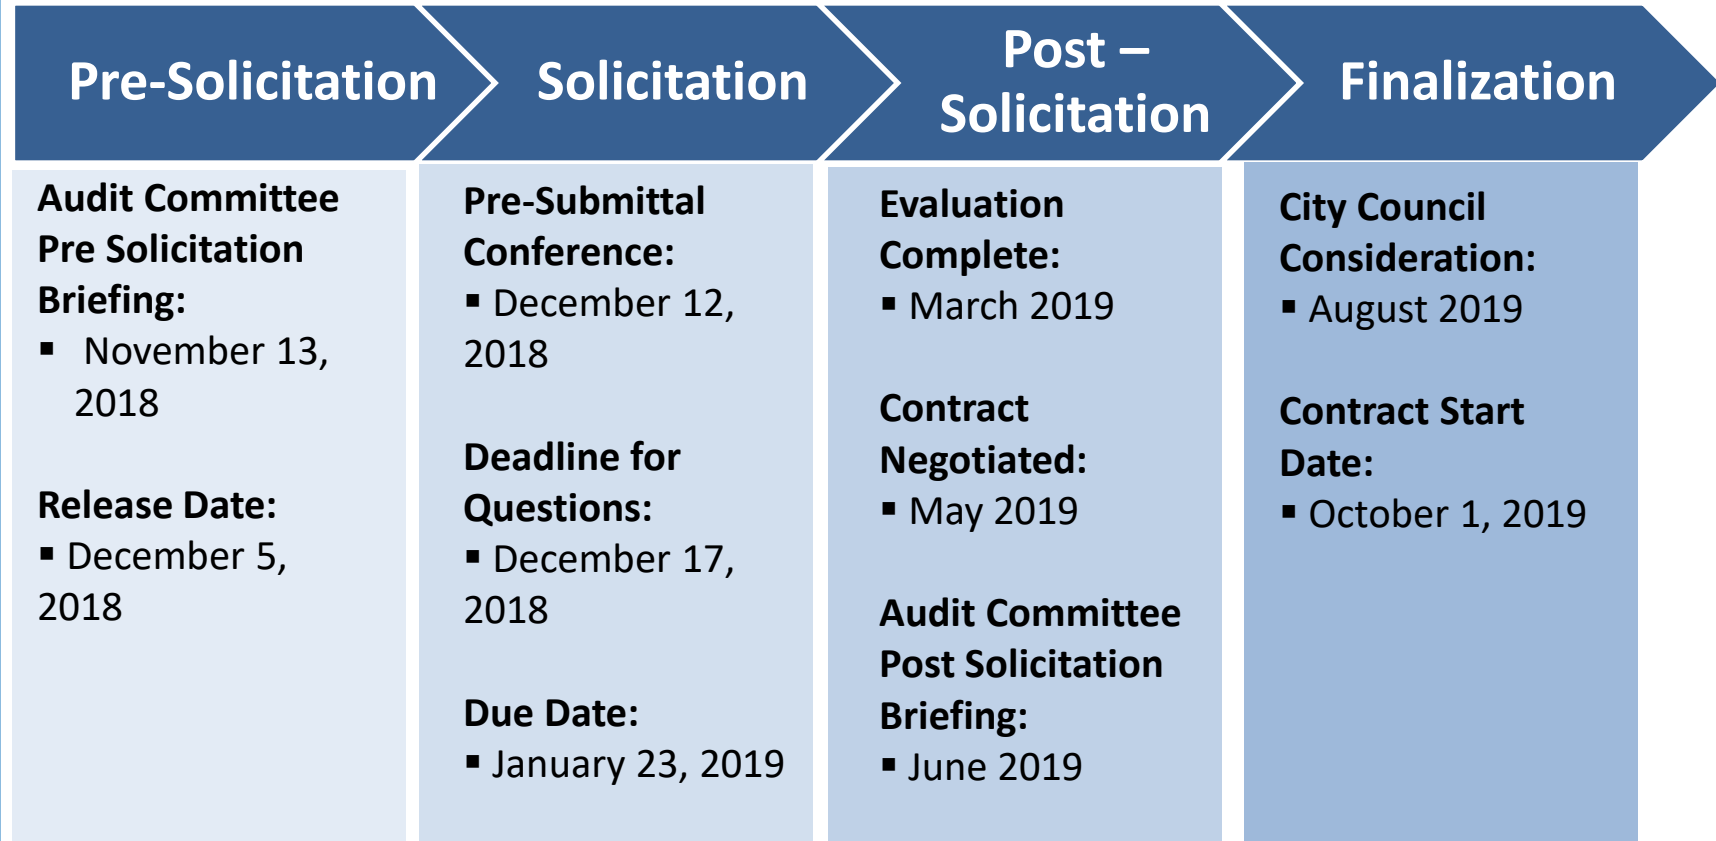 Pre-Solicitation
Solicitation
Post –
Solicitation
Finalization
Audit Committee
Pre Solicitation
Briefing:
▪ November 13,
2018
Release Date:
▪ December 5,
2018
Pre-Submittal
Conference:
▪ December 12,
2018
Deadline for
Questions:
▪ December 17,
2018
Due Date:
▪ January 23, 2019
Evaluation
Complete:
▪ March 2019
Contract
Negotiated:
▪ May 2019
Audit Committee
Post Solicitation
Briefing:
▪ June 2019
City Council
Consideration:
▪ August 2019
Contract Start
Date:
▪ October 1, 2019